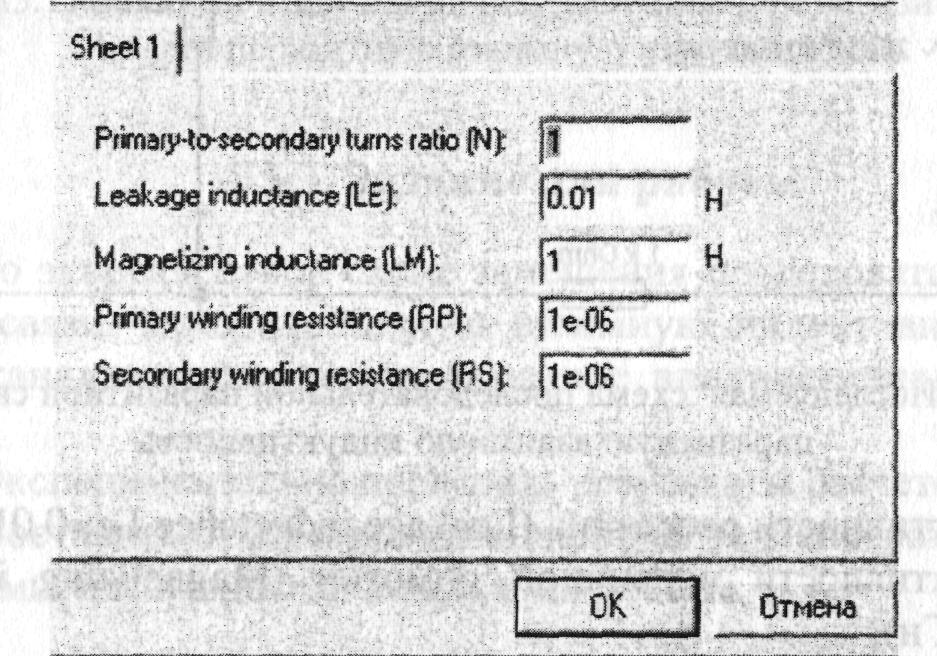 Sheet 1
Primary-to-secondary turns ratio (N): 1
Leakage inductance (LE): 0.01 H
Magnetizing inductance (LM): 1 H
Primary winding resistance (RP): 1e-06
Secondary winding resistance (RS): 1e-06
OK Отмена